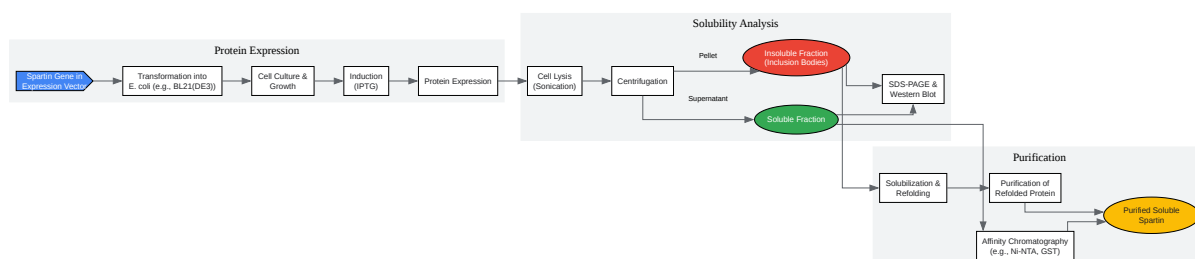 Protein Expression
Spartin Gene in
Expression Vector
Transformation into
E. coli (e.g., BL21(DE3))
Cell Culture &
Growth
Induction
(IPTG)
Protein Expression
Solubility Analysis
Cell Lysis
(Sonication)
Centrifugation
Pellet
Supernatant
Insoluble Fraction
(Inclusion Bodies)
Soluble Fraction
SDS-PAGE &
Western Blot
Purification
Solubilization &
Refolding
Purification of
Refolded Protein
Affinity Chromatography
(e.g., Ni-NTA, GST)
Purified Soluble
Spartin